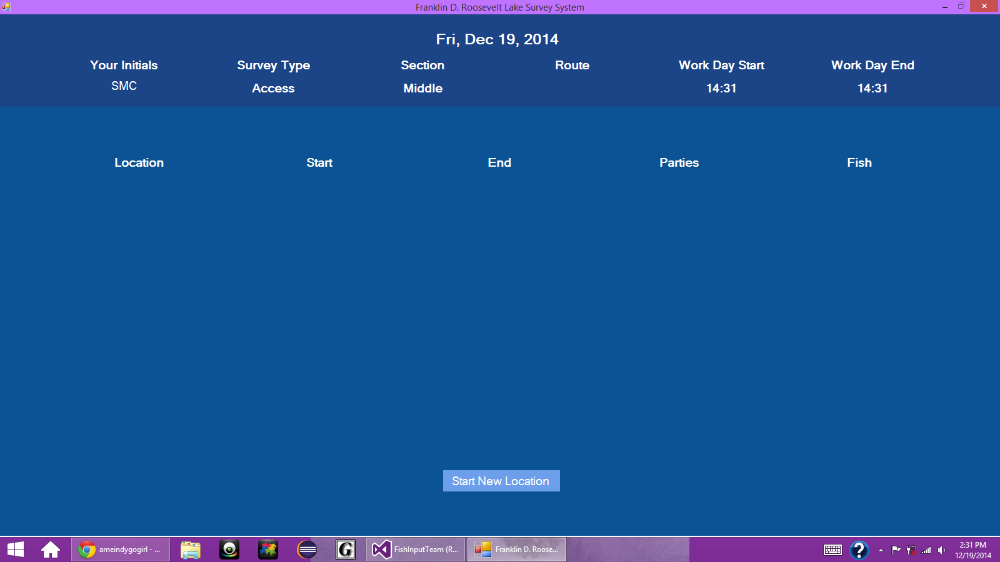 Franklin D. Roosevelt Lake Survey System
Fri, Dec 19, 2014
Your Initials Survey Type Section Route Work Day Start Work Day End
SMC Access Middle 14:31 14:31
Location Start End Parties Fish
Start New Location
ameindygogirl - ... G FishInputTeam (R... Franklin D. Roose... ? 2:31 PM
12/19/2014